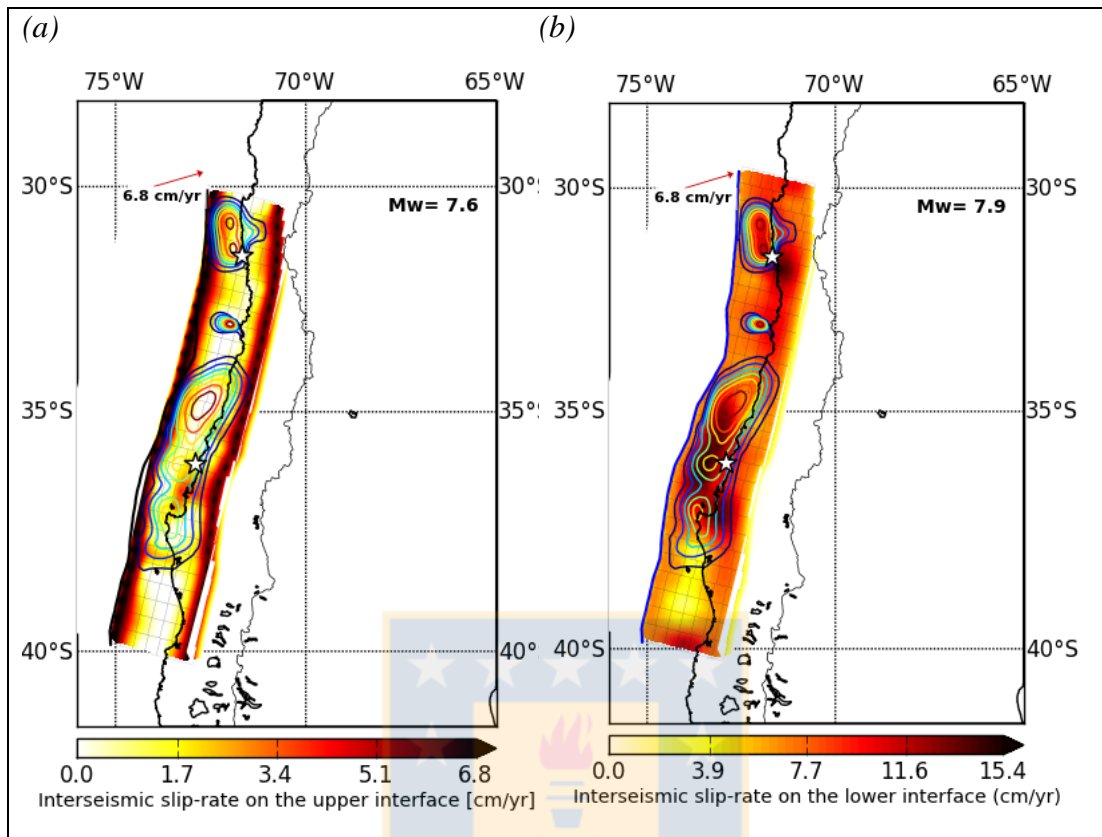 (a)
75°W 70°W 65°W
30°S
6.8 cm/yr
Mw= 7.6
35°S
40°S
0.0 1.7 3.4 5.1 6.8
Interseismic slip-rate on the upper interface [cm/yr]
(b)
75°W 70°W 65°W
30°S 30°S
6.8 cm/yr
Mw= 7.9
35°S 35°S
40°S 40°S
0.0 3.9 7.7 11.6 15.4
Interseismic slip-rate on the lower interface (cm/yr)